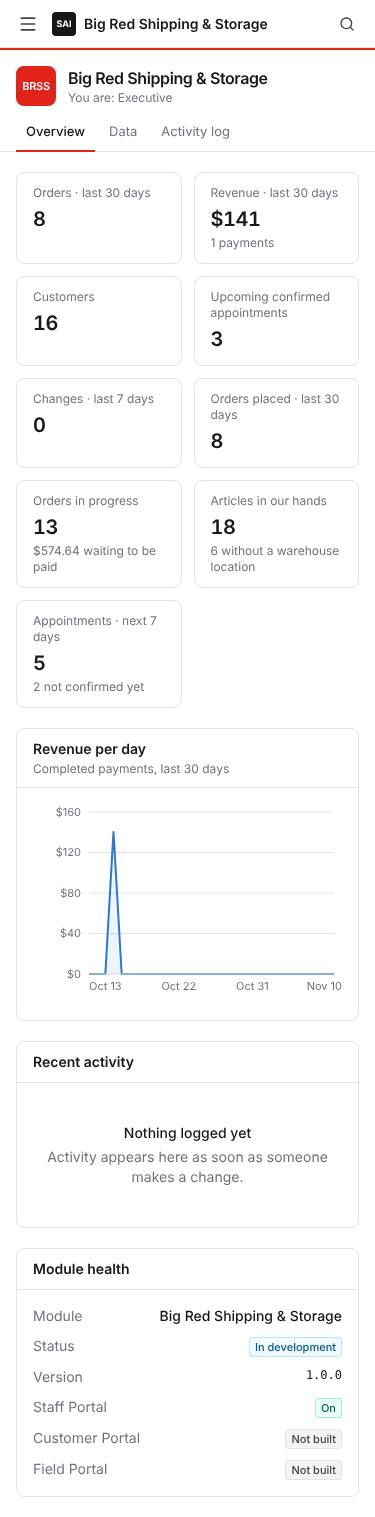 SAI Big Red Shipping & Storage
BRSS
Big Red Shipping & Storage
You are: Executive
Overview Data Activity log
Orders · last 30 days
8
Revenue · last 30 days
$141
1 payments
Customers
16
Upcoming confirmed
appointments
3
Changes · last 7 days
0
Orders placed · last 30
days
8
Orders in progress
13
$574.64 waiting to be
paid
Articles in our hands
18
6 without a warehouse
location
Appointments · next 7
days
5
2 not confirmed yet
Revenue per day
Completed payments, last 30 days
$160
$120
$80
$40
$0
Oct 13 Oct 22 Oct 31 Nov 10
Recent activity
Nothing logged yet
Activity appears here as soon as someone
makes a change.
Module health
Module Big Red Shipping & Storage
Status In development
Version 1.0.0
Staff Portal On
Customer Portal Not built
Field Portal Not built